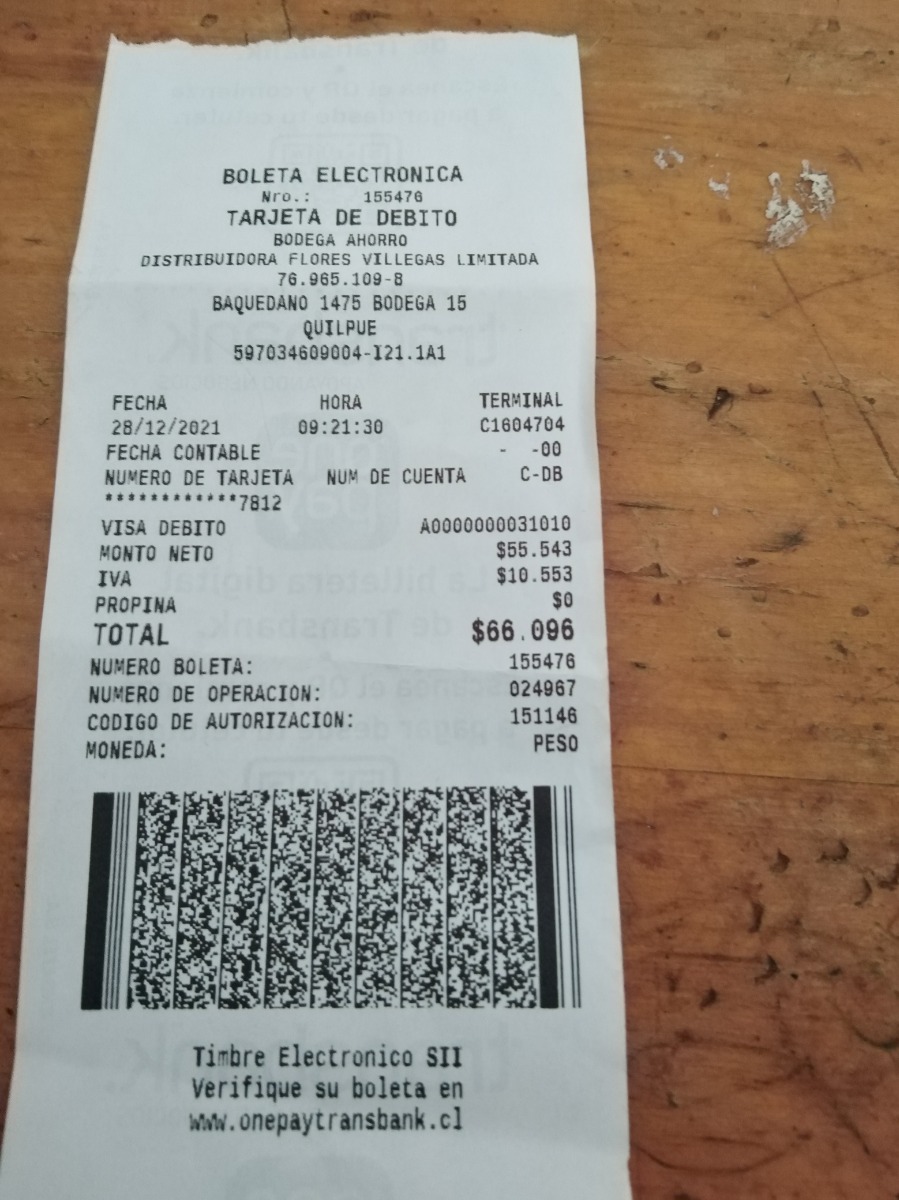 BOLETA ELECTRONICA
Nro.: 155476
TARJETA DE DEBITO
BODEGA AHORRO
DISTRIBUIDORA FLORES VILLEGAS LIMITADA
76.965.109-8
BAQUEDANO 1475 BODEGA 15
QUILPUE
597034609004-I21.1A1
FECHA HORA TERMINAL
28/12/2021 09:21:30 C1604704
FECHA CONTABLE - -00
NUMERO DE TARJETA NUM DE CUENTA C-DB
************7812
VISA DEBITO A0000000031010
MONTO NETO $55.543
IVA $10.553
PROPINA $0
TOTAL $66.096
NUMERO BOLETA: 155476
NUMERO DE OPERACION: 024967
CODIGO DE AUTORIZACION: 151146
MONEDA: PESO
Timbre Electronico SII
Verifique su boleta en
www.onepaytransbank.cl